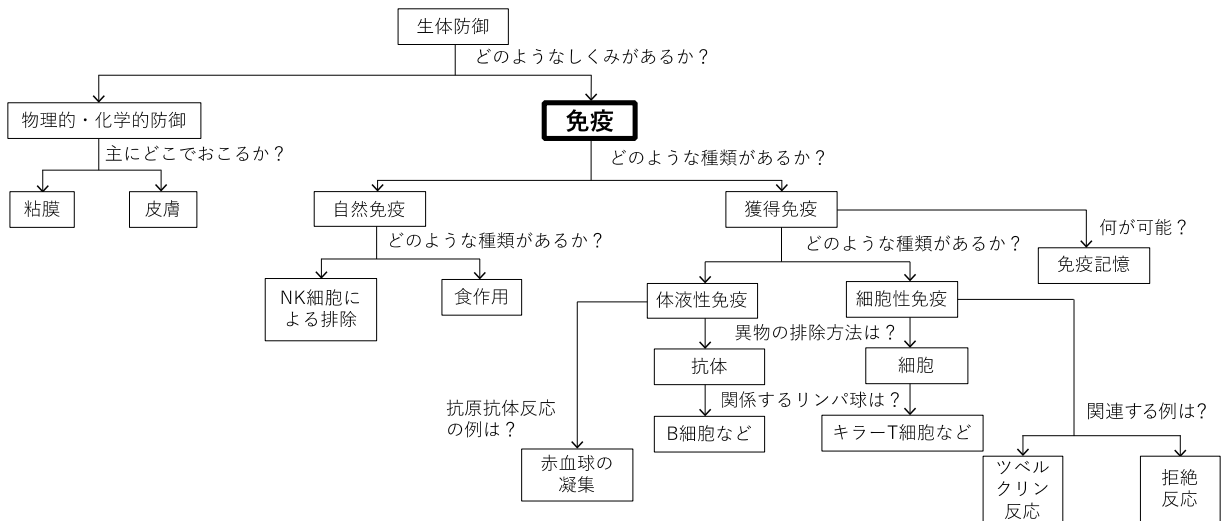 生体防御
どのようなしくみがあるか？
物理的・化学的防御
免疫
主にどこでおこるか？
どのような種類があるか？
粘膜
皮膚
自然免疫
獲得免疫
何が可能？
どのような種類があるか？
どのような種類があるか？
免疫記憶
NK細胞に
よる排除
食作用
体液性免疫
細胞性免疫
異物の排除方法は？
抗体
細胞
関係するリンパ球は？
抗原抗体反応
の例は？
関連する例は？
B細胞など
キラーT細胞など
赤血球の
凝集
ツベル
クリン
反応
拒絶
反応